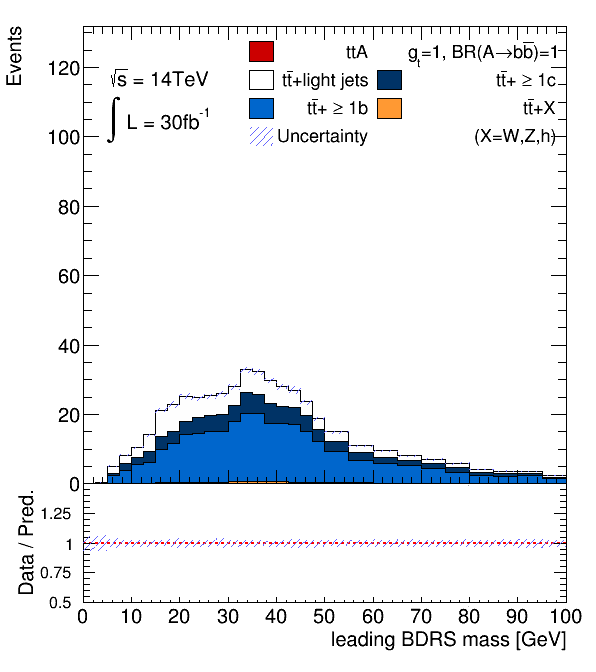 Events
ttA g_t=1, BR(A→bb̅)=1
√s = 14TeV
tt̅+light jets tt̅+ ≥ 1c
∫ L = 30fb⁻¹
tt̅+ ≥ 1b tt̅+X
Uncertainty (X=W,Z,h)
120
100
80
60
40
20
0
Data / Pred.
1.25
1
0.75
0.5
0 10 20 30 40 50 60 70 80 90 100
leading BDRS mass [GeV]